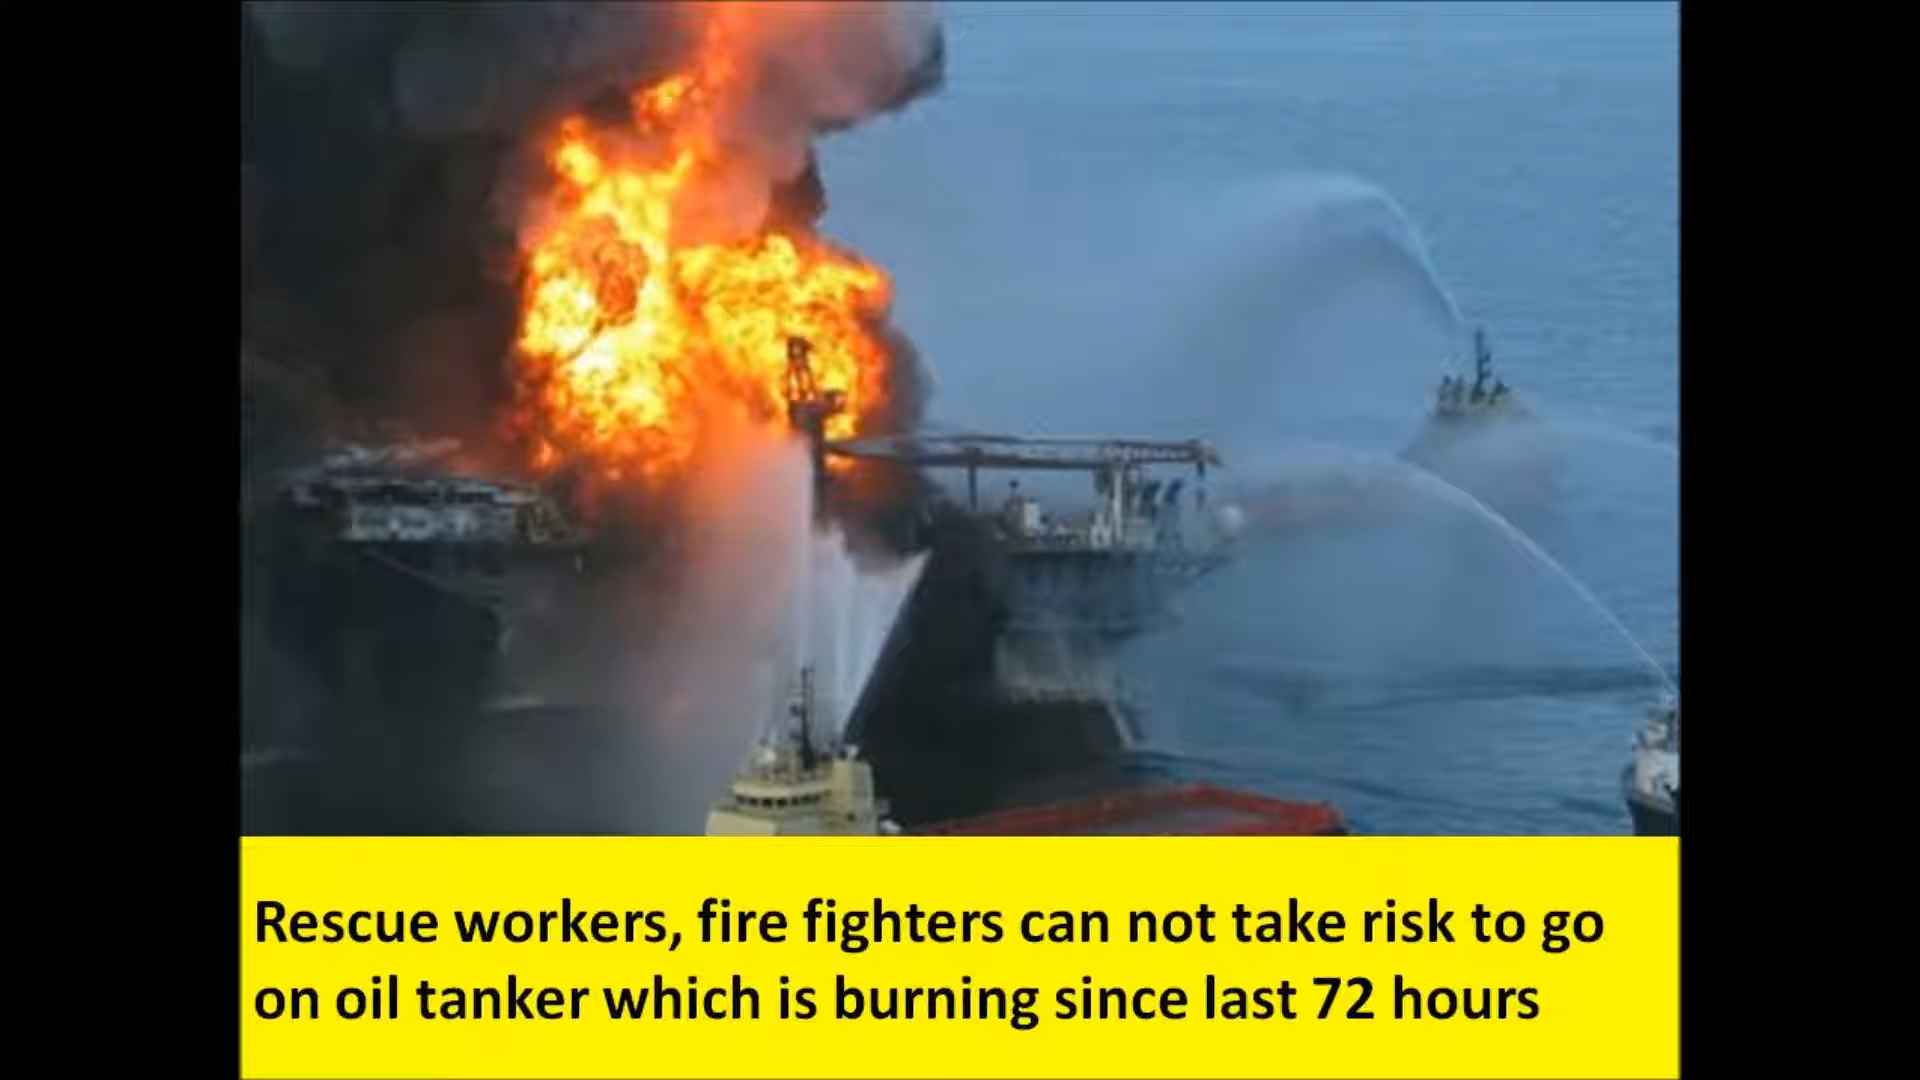 Rescue workers, fire fighters can not take risk to go
on oil tanker which is burning since last 72 hours